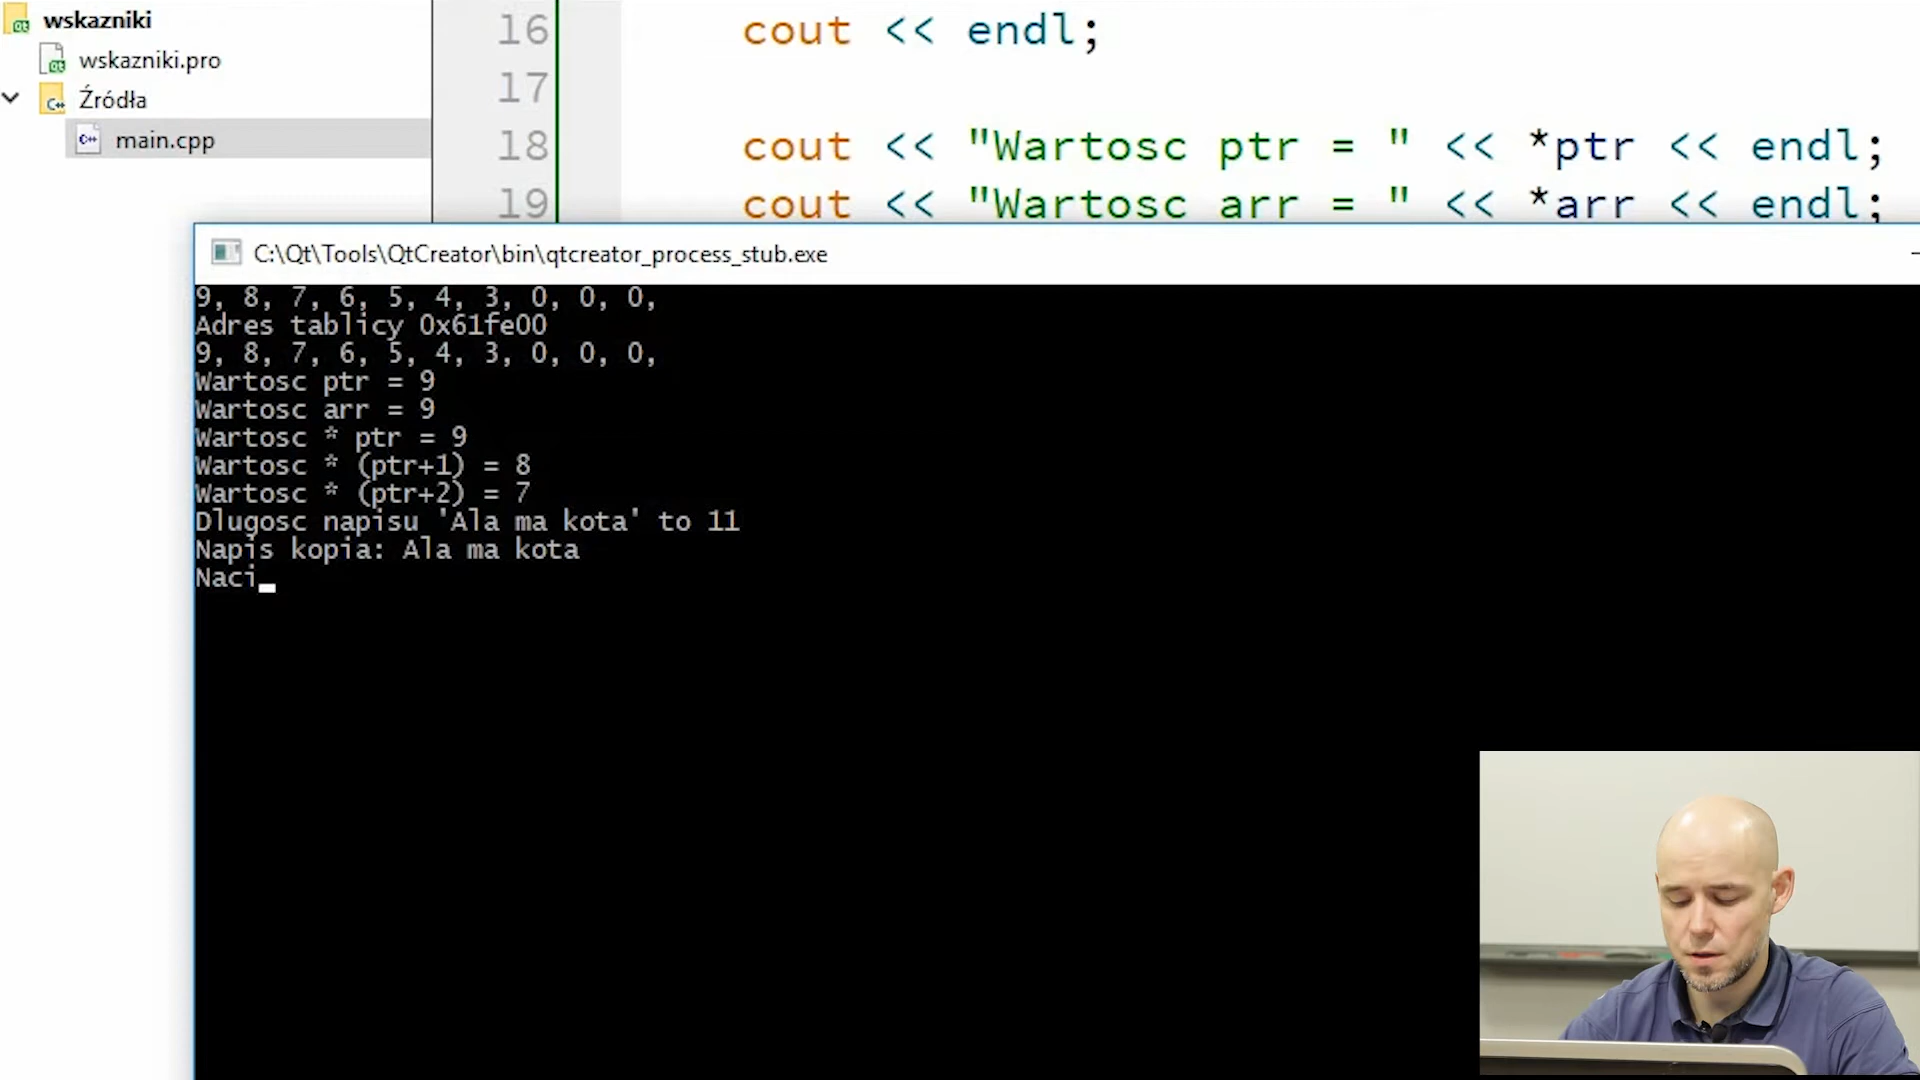 wskazniki
wskazniki.pro
Źródła
main.cpp
16 cout << endl;
17
18 cout << "Wartosc ptr = " << *ptr << endl;
19 cout << "Wartosc arr = " << *arr << endl;
C:\Qt\Tools\QtCreator\bin\qtcreator_process_stub.exe
9, 8, 7, 6, 5, 4, 3, 0, 0, 0,
Adres tablicy 0x61fe00
9, 8, 7, 6, 5, 4, 3, 0, 0, 0,
Wartosc ptr = 9
Wartosc arr = 9
Wartosc * ptr = 9
Wartosc * (ptr+1) = 8
Wartosc * (ptr+2) = 7
Dlugosc napisu 'Ala ma kota' to 11
Napis kopia: Ala ma kota
Naci